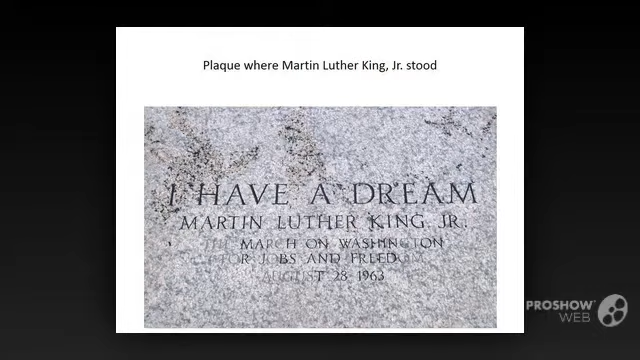 Plaque where Martin Luther King, Jr. stood
I HAVE A DREAM
MARTIN LUTHER KING, JR.
THE MARCH ON WASHINGTON
FOR JOBS AND FREEDOM
AUGUST 28, 1963
PROSHOW
WEB